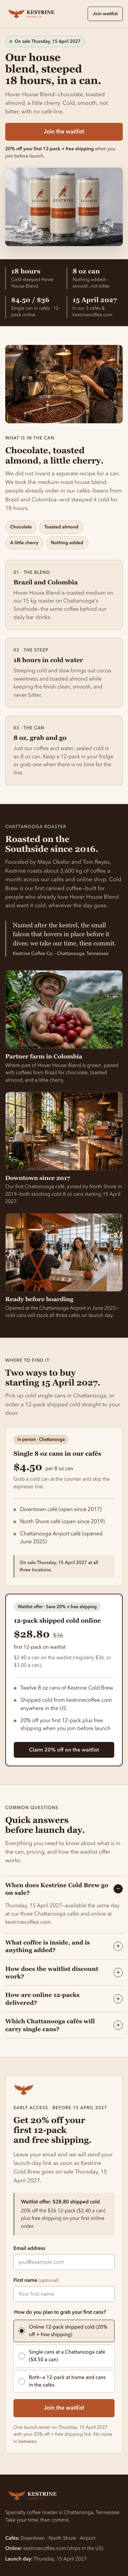 KESTRINE
COFFEE CO.
Join waitlist
On sale Thursday, 15 April 2027
Our house
blend, steeped
18 hours, in a can.
Hover House Blend—chocolate, toasted
almond, a little cherry. Cold, smooth, not
bitter, with no coffee line.
Join the waitlist
20% off your first 12-pack + free shipping when you
join before launch.
18 hours
Cold-steeped Hover
House Blend
8 oz can
Nothing added—
smooth, not bitter
$4.50 / $36
Single can in cafés · 12-
pack online
15 April 2027
In our 3 cafés &
kestrinecoffee.com
WHAT IS IN THE CAN
Chocolate, toasted
almond, a little cherry.
We did not invent a separate recipe for a can. We
took the medium-roast house blend
people already order in our cafés—beans from
Brazil and Colombia—and steeped it cold for
18 hours.
Chocolate
Toasted almond
A little cherry
Nothing added
01 · THE BLEND
Brazil and Colombia
Hover House Blend is roasted medium
on our 15 kg roaster on Chattanooga's
Southside—the same coffee behind our
daily bar drinks.
02 · THE STEEP
18 hours in cold water
Steeping cold and slow brings out cocoa
sweetness and toasted almond while
keeping the finish clean, smooth, and
never bitter.
03 · THE CAN
8 oz, grab and go
Just our coffee and water, sealed cold
in an 8 oz can. Keep a 12-pack in your fridge
or grab one when there is no time for the
line.
CHATTANOOGA ROASTER
Roasted on the
Southside since 2016.
Founded by Maya Okafor and Tom Reyes,
Kestrine roasts about 3,600 kg of coffee a
month across our cafés and wholesale. Cold
Brew is our first canned coffee—built for
people who already love Hover House Blend
and want it cold, wherever the day goes.
Named after the kestrel, the small
falcon that hovers in place before it
dives: we take our time, then commit.
Kestrine Coffee Co. · Chattanooga, Tennessee
Partner farm in Colombia
Where part of Hover House Blend is grown, paired
with coffees from Brazil for chocolate, toasted
almond, and a little cherry.
Downtown since 2017
Our first Chattanooga café, joined by North Shore in
2019—both stocking cold 8 oz cans starting 15 April
2027.
Ready before boarding
Opened at the Chattanooga Airport in June 2025—
cold cans will stock all three cafés on launch day.
WHERE TO FIND IT
Two ways to buy
starting 15 April 2027.
Pick up cold single cans in Chattanooga, or
order a 12-pack shipped cold straight to your
door.
In person · Chattanooga
Single 8 oz cans in our cafés
$4.50 per 8 oz can
Grab a cold can at the counter and skip the
espresso line.
Downtown café (open since 2017)
North Shore café (open since 2019)
Chattanooga Airport café (opened
June 2025)
On sale Thursday, 15 April 2027 at all
three locations.
Waitlist offer · Save 20% + free shipping
12-pack shipped cold online
$28.80 $36
first 12-pack on waitlist
$2.40 a can on the waitlist (regularly $36, or
$3.00 a can).
Twelve 8 oz cans of Kestrine Cold Brew
Shipped cold from kestrinecoffee.com
anywhere in the US
20% off your first 12-pack plus free
shipping when you join before launch
Claim 20% off on the waitlist
COMMON QUESTIONS
Quick answers
before launch day.
Everything you need to know about what is in
the can, pricing, and how the waitlist offer
works.
When does Kestrine Cold Brew go
on sale?
Thursday, 15 April 2027—available the same day
at our three Chattanooga cafés and online at
kestrinecoffee.com.
What coffee is inside, and is
anything added?
How does the waitlist discount
work?
How are online 12-packs
delivered?
Which Chattanooga cafés will
carry single cans?
EARLY ACCESS · BEFORE 15 APRIL 2027
Get 20% off your
first 12-pack
and free shipping.
Leave your email and we will send your
launch-day link as soon as Kestrine
Cold Brew goes on sale Thursday, 15
April 2027.
Waitlist offer: $28.80 shipped cold
20% off the $36 12-pack ($2.40 a can)
plus free shipping on your first online
order.
Email address
you@example.com
First name (optional)
Your first name
How do you plan to grab your first cans?
Online 12-pack shipped cold (20%
off + free shipping)
Single cans at a Chattanooga café
($4.50 a can)
Both—a 12-pack at home and cans
in the cafés
Join the waitlist
One launch email on Thursday, 15 April 2027
with your 20% off + free shipping link. No noise
in between.
KESTRINE
COFFEE CO.
Specialty coffee roaster in Chattanooga, Tennessee
Take your time, then commit.
Cafés: Downtown · North Shore · Airport
Online: kestrinecoffee.com (ships in the US)
Launch day: Thursday, 15 April 2027